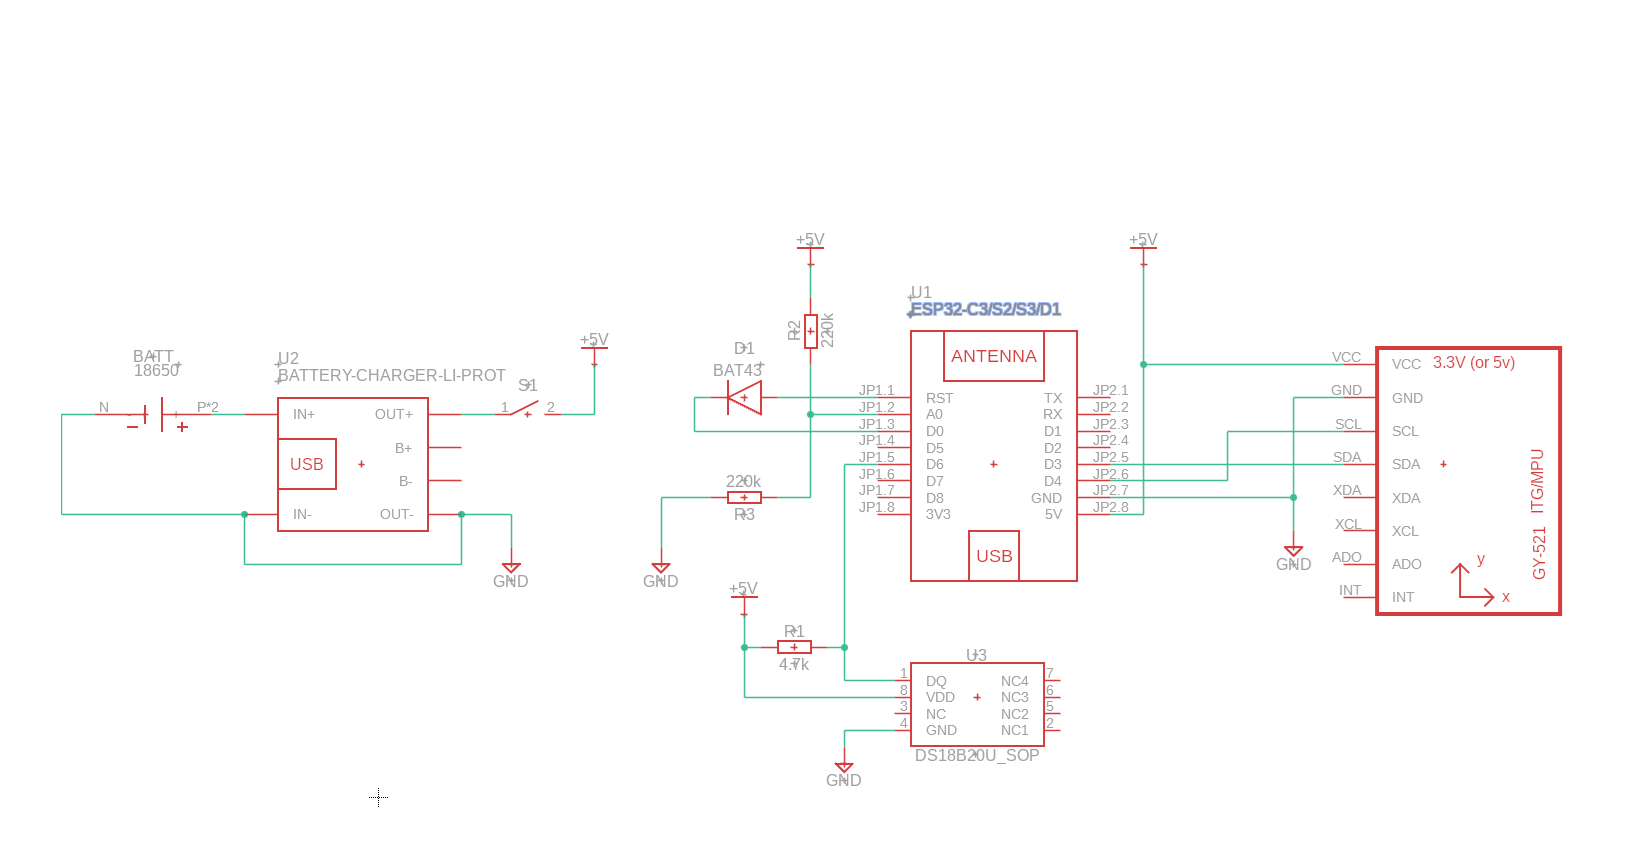 BATT
18650
N
P*2
U2
BATTERY-CHARGER-LI-PROT
IN+
OUT+
B+
USB
B-
IN-
OUT-
S1
1
2
+5V
GND
+5V
R2
220k
D1
BAT43
220k
R3
GND
U1
ESP32-C3/S2/S3/D1
ANTENNA
JP1.1
RST
TX
JP2.1
JP1.2
A0
RX
JP2.2
JP1.3
D0
D1
JP2.3
JP1.4
D5
D2
JP2.4
JP1.5
D6
D3
JP2.5
JP1.6
D7
D4
JP2.6
JP1.7
D8
GND
JP2.7
JP1.8
3V3
5V
JP2.8
USB
+5V
GND
VCC
VCC
3.3V (or 5v)
GND
GND
SCL
SCL
SDA
SDA
XDA
XDA
XCL
XCL
ADO
ADO
INT
INT
GY-521 ITG/MPU
y
x
+5V
R1
4.7k
U3
1
DQ
NC4
7
8
VDD
NC3
6
3
NC
NC2
5
4
GND
NC1
2
DS18B20U_SOP
GND